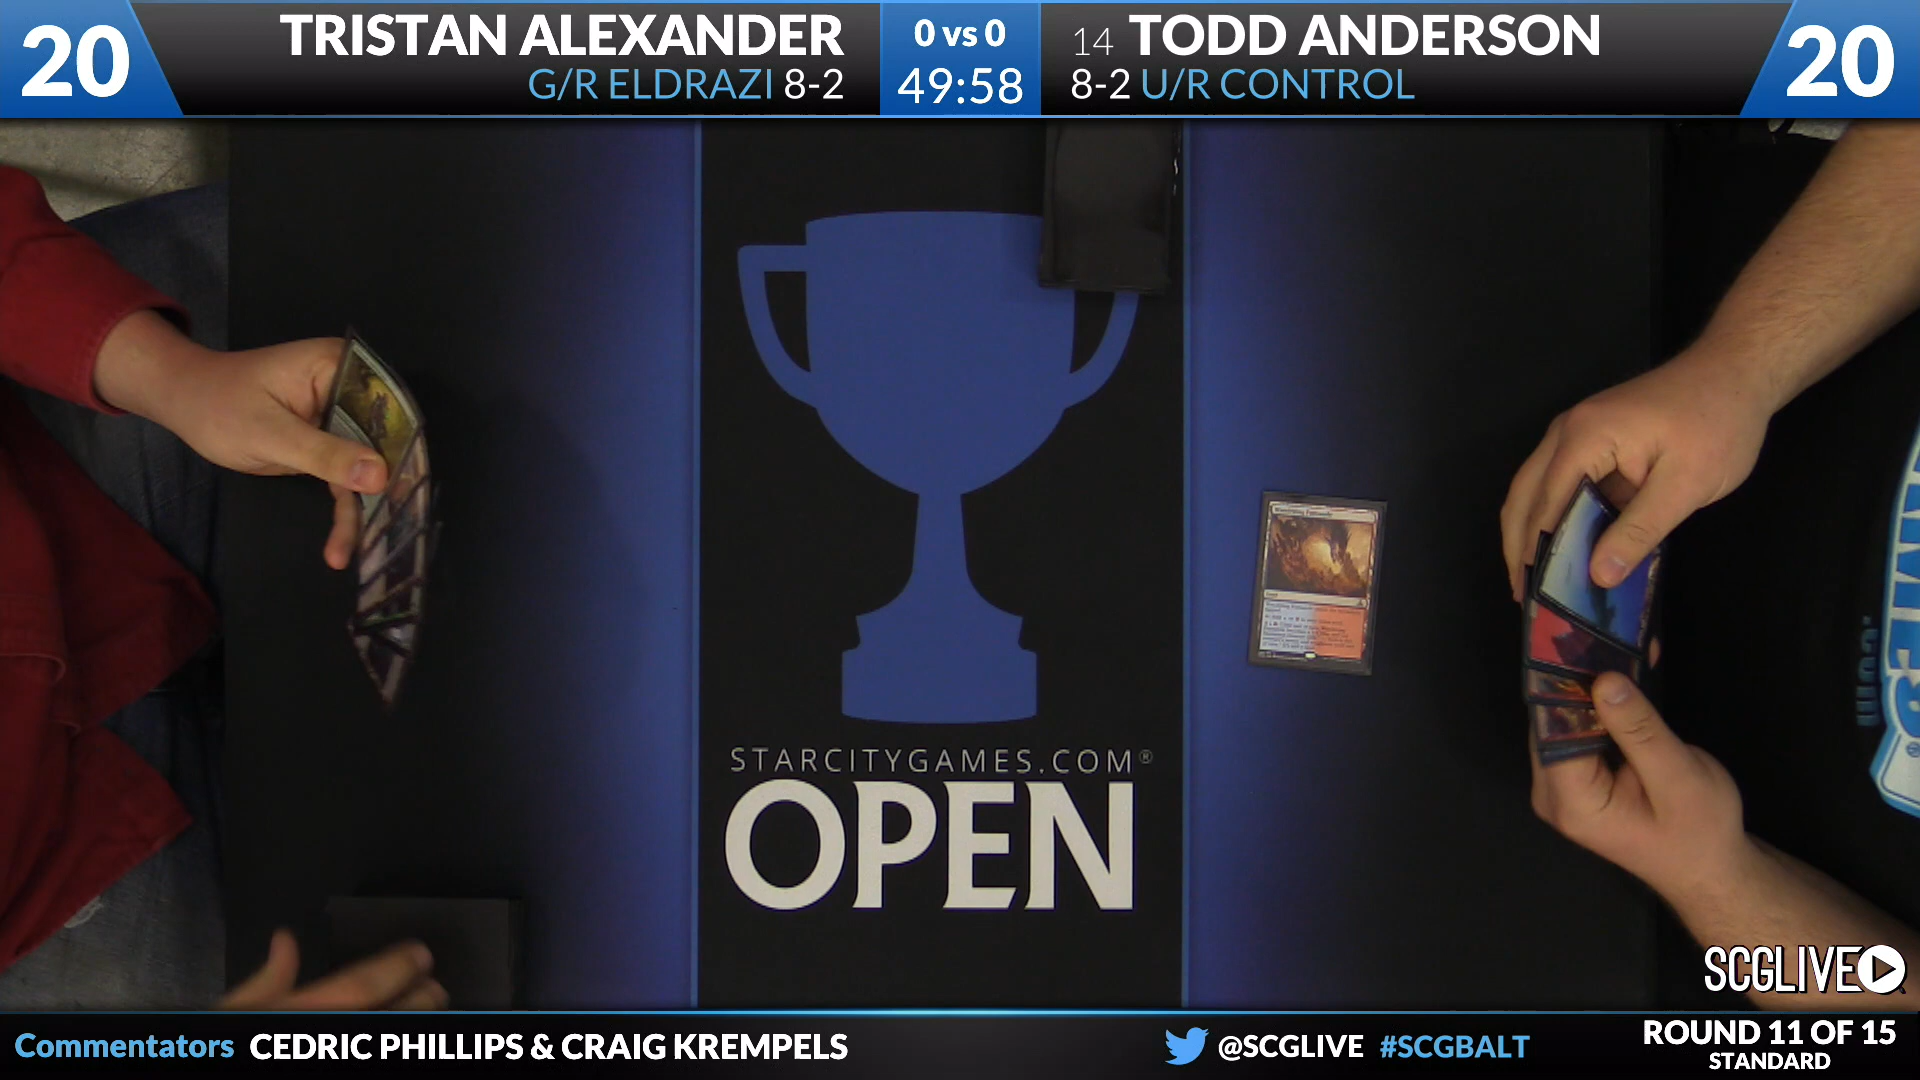 20
TRISTAN ALEXANDER
G/R ELDRAZI 8-2
0 vs 0
49:58
14 TODD ANDERSON
8-2 U/R CONTROL
20
STARCITYGAMES.COM®
OPEN
SCGLIVE
Commentators CEDRIC PHILLIPS & CRAIG KREMPELS
@SCGLIVE #SCGBALT
ROUND 11 OF 15
STANDARD